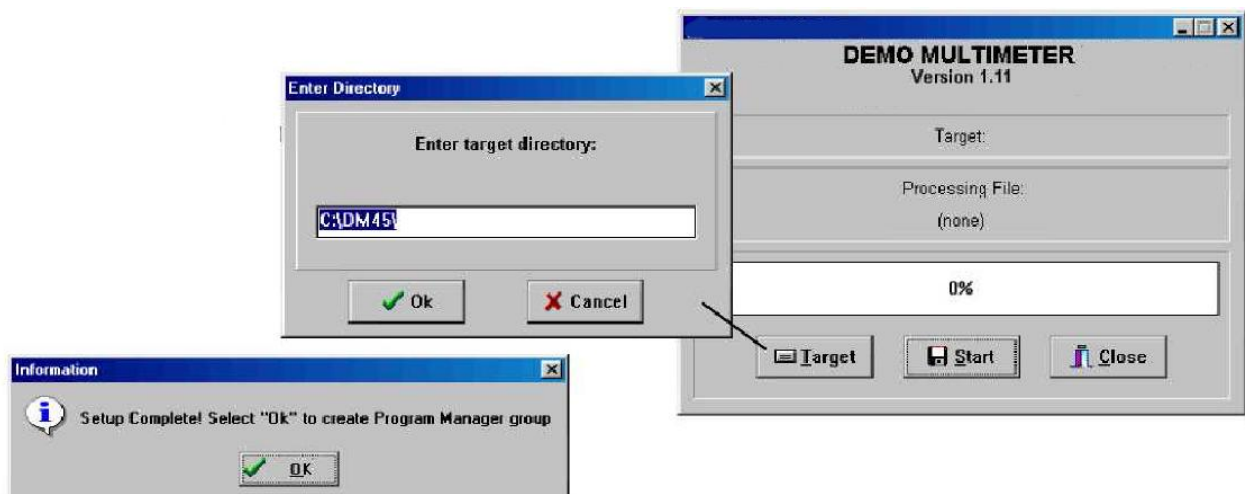 DEMO MULTIMETER
Version 1.11
Target:
Processing File:
(none)
0%
Target
Start
Close
Enter Directory
Enter target directory:
C:\DM45\
Ok
Cancel
Information
Setup Complete! Select "Ok" to create Program Manager group
OK